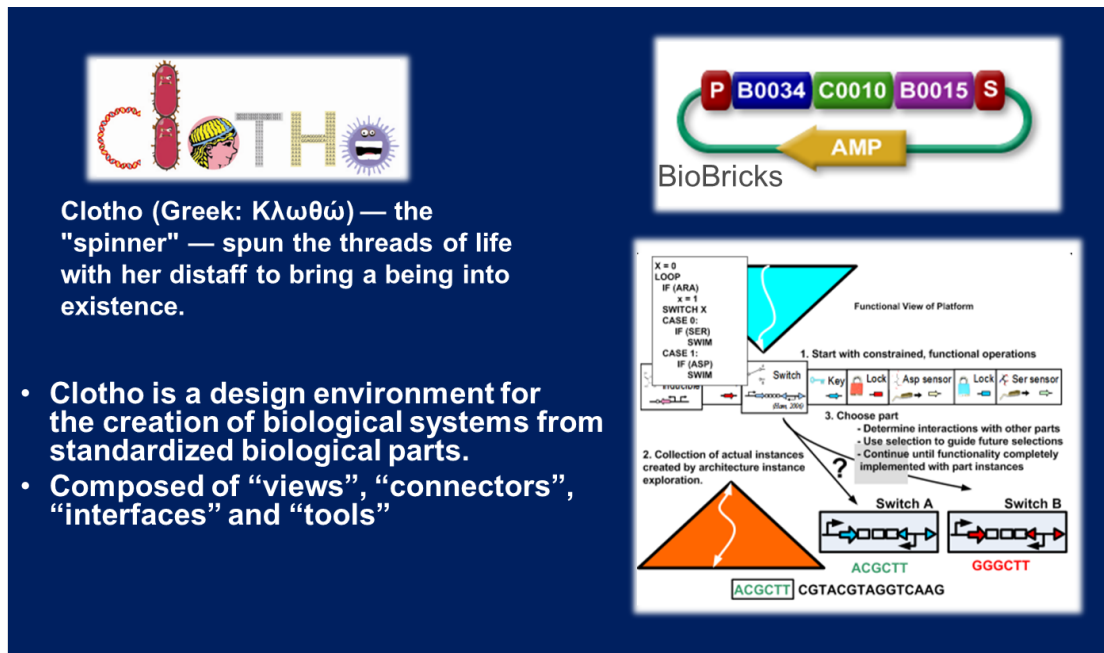 CloTHo
Clotho (Greek: Κλωθώ) — the
"spinner" — spun the threads of life
with her distaff to bring a being into
existence.
• Clotho is a design environment for
the creation of biological systems from
standardized biological parts.
• Composed of “views”, “connectors”,
“interfaces” and “tools”
P B0034 C0010 B0015 S
AMP
BioBricks
X = 0
LOOP
IF (ARA)
x = 1
SWITCH X
CASE 0:
IF (SER)
SWIM
CASE 1:
IF (ASP)
SWIM
Functional View of Platform
1. Start with constrained, functional operations
Inducible
Switch
(Ham, 2006)
Key
Lock
Asp sensor
Lock
Ser sensor
3. Choose part
- Determine interactions with other parts
- Use selection to guide future selections
- Continue until functionality completely
implemented with part instances
2. Collection of actual instances
created by architecture instance
exploration.
?
Switch A
Switch B
ACGCTT
GGGCTT
ACGCTT CGTACGTAGGTCAAG